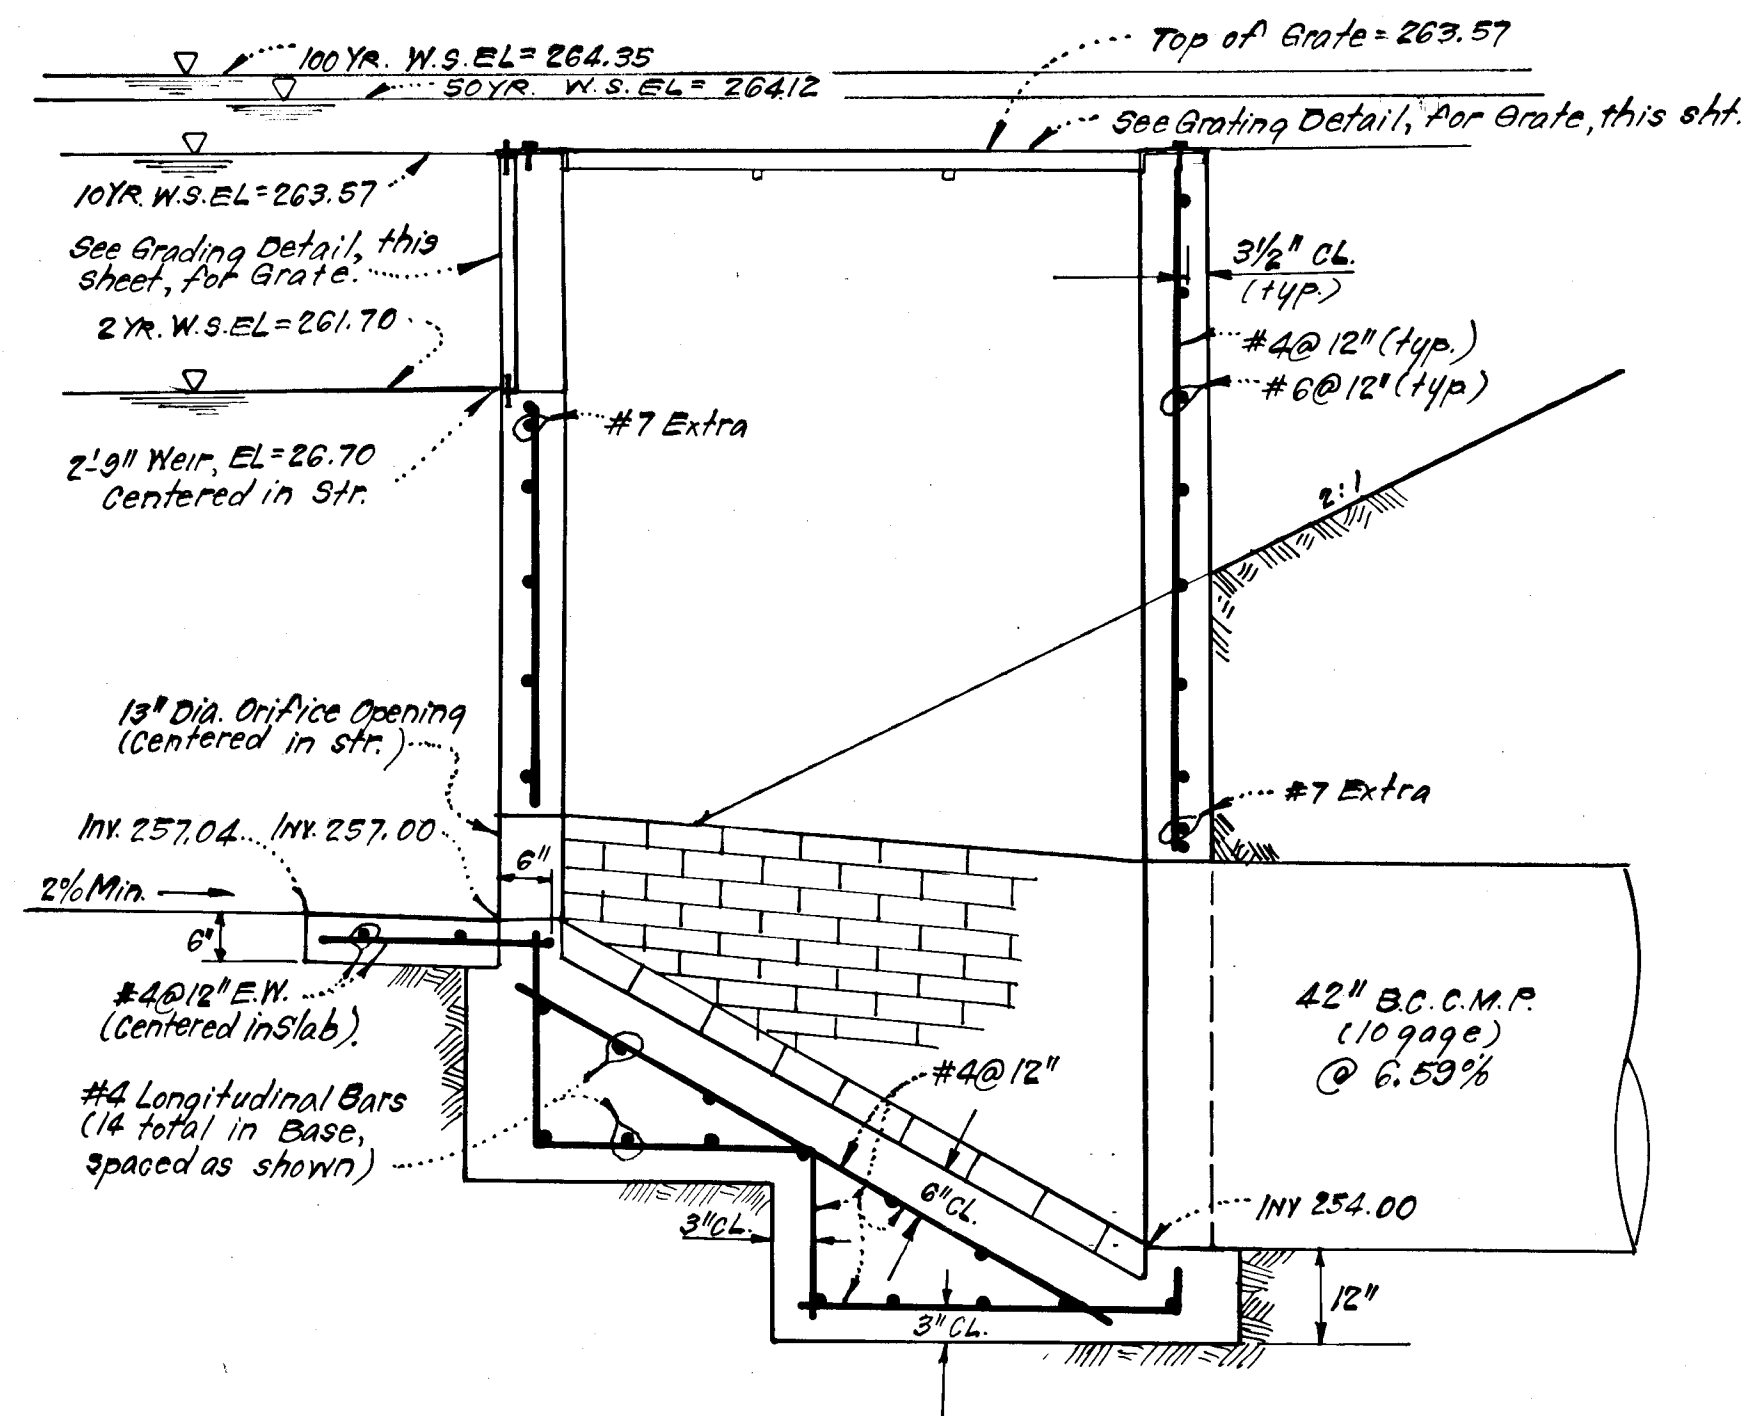 Top of Grate = 263.57
100 YR. W.S. EL = 264.35
50 YR. W.S. EL = 264.12
See Grating Detail, for Grate, this sht.
10 YR. W.S. EL = 263.57
See Grading Detail, this
sheet, for Grate.
2 YR. W.S. EL = 261.70
3½" CL.
(typ.)
#4@12" (typ.)
#6@12" (typ.)
#7 Extra
2'-9" Weir, EL = 26.70
Centered in Str.
2:1
13" Dia. Orifice Opening
(Centered in str.)
#7 Extra
Inv. 257.04
Inv. 257.00
6"
2% Min.
6"
#4@12" E.W.
(Centered in Slab).
42" B.C.C.M.P.
(10 gage)
@ 6.59%
#4@12"
#4 Longitudinal Bars
(14 total in Base,
spaced as shown)
6" CL.
3" CL.
INV 254.00
12"
3" CL.